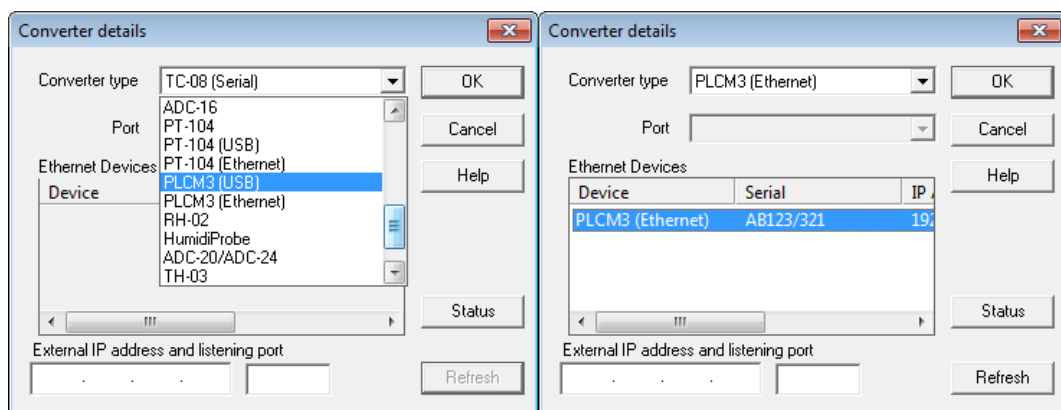 Converter details
Converter type TC-08 (Serial) OK
ADC-16
PT-104
Port Cancel
PT-104 (USB)
Ethernet Devices PT-104 (Ethernet) Help
Device PLCM3 (USB)
PLCM3 (Ethernet)
RH-02
HumidiProbe
ADC-20/ADC-24
TH-03
Status
External IP address and listening port
. . .
Refresh
Converter details
Converter type PLCM3 (Ethernet) OK
Port Cancel
Ethernet Devices Help
Device Serial IP
PLCM3 (Ethernet) AB123/321 192
Status
External IP address and listening port
. . .
Refresh